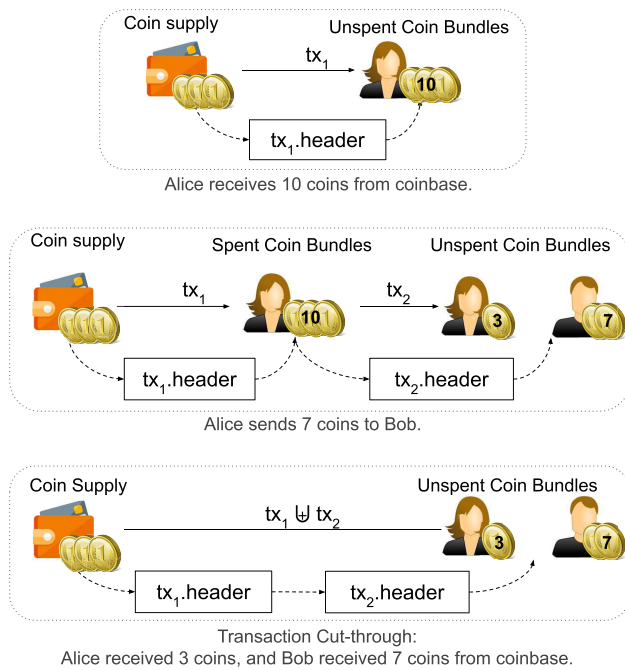 Coin supply
Unspent Coin Bundles
tx₁
10
tx₁.header
Alice receives 10 coins from coinbase.
Coin supply
Spent Coin Bundles
Unspent Coin Bundles
tx₁
tx₂
10
3
7
tx₁.header
tx₂.header
Alice sends 7 coins to Bob.
Coin Supply
Unspent Coin Bundles
tx₁ ⊎ tx₂
3
7
tx₁.header
tx₂.header
Transaction Cut-through:
Alice received 3 coins, and Bob received 7 coins from coinbase.